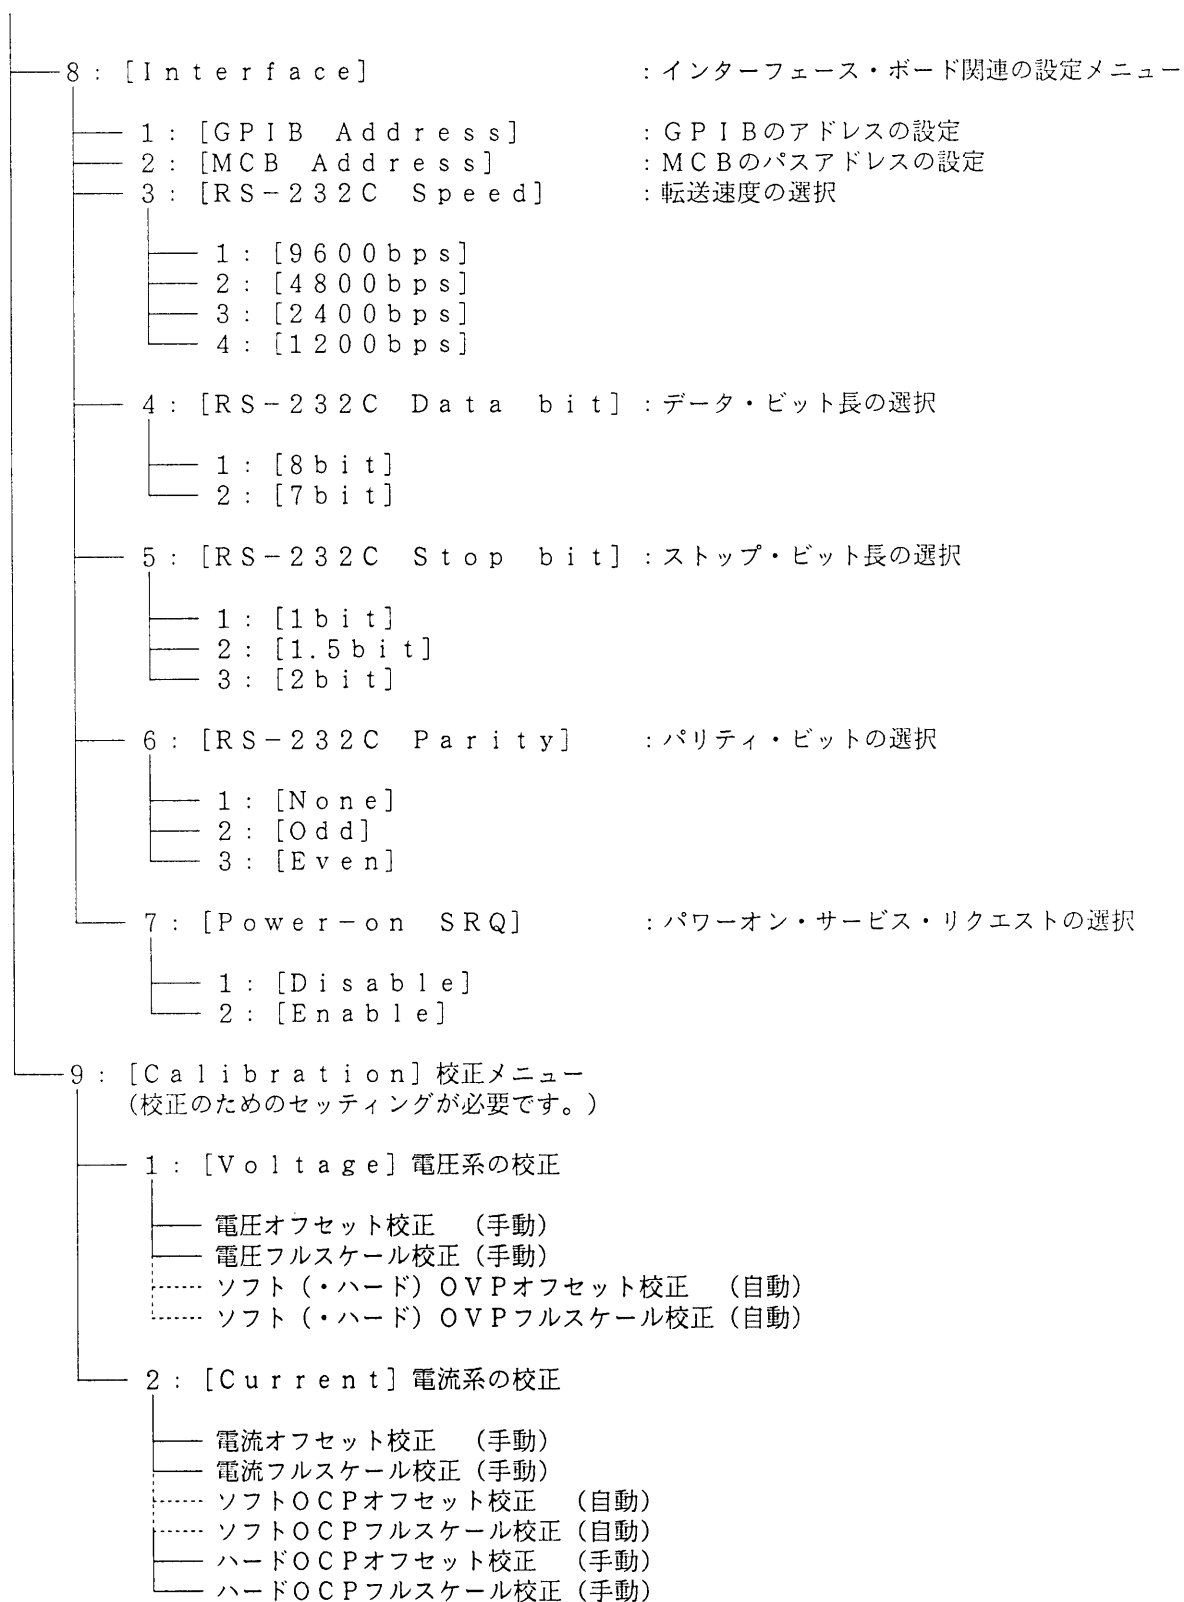 8：[Interface] ：インターフェース・ボード関連の設定メニュー
1：[GPIB Address] ：GPIBのアドレスの設定
2：[MCB Address] ：MCBのパスアドレスの設定
3：[RS-232C Speed] ：転送速度の選択
1：[9600bps]
2：[4800bps]
3：[2400bps]
4：[1200bps]
4：[RS-232C Data bit] ：データ・ビット長の選択
1：[8bit]
2：[7bit]
5：[RS-232C Stop bit] ：ストップ・ビット長の選択
1：[1bit]
2：[1.5bit]
3：[2bit]
6：[RS-232C Parity] ：パリティ・ビットの選択
1：[None]
2：[Odd]
3：[Even]
7：[Power-on SRQ] ：パワーオン・サービス・リクエストの選択
1：[Disable]
2：[Enable]
9：[Calibration] 校正メニュー
（校正のためのセッティングが必要です。）
1：[Voltage] 電圧系の校正
電圧オフセット校正 （手動）
電圧フルスケール校正（手動）
ソフト（・ハード）OVPオフセット校正 （自動）
ソフト（・ハード）OVPフルスケール校正（自動）
2：[Current] 電流系の校正
電流オフセット校正 （手動）
電流フルスケール校正（手動）
ソフトOCPオフセット校正 （自動）
ソフトOCPフルスケール校正（自動）
ハードOCPオフセット校正 （手動）
ハードOCPフルスケール校正（手動）